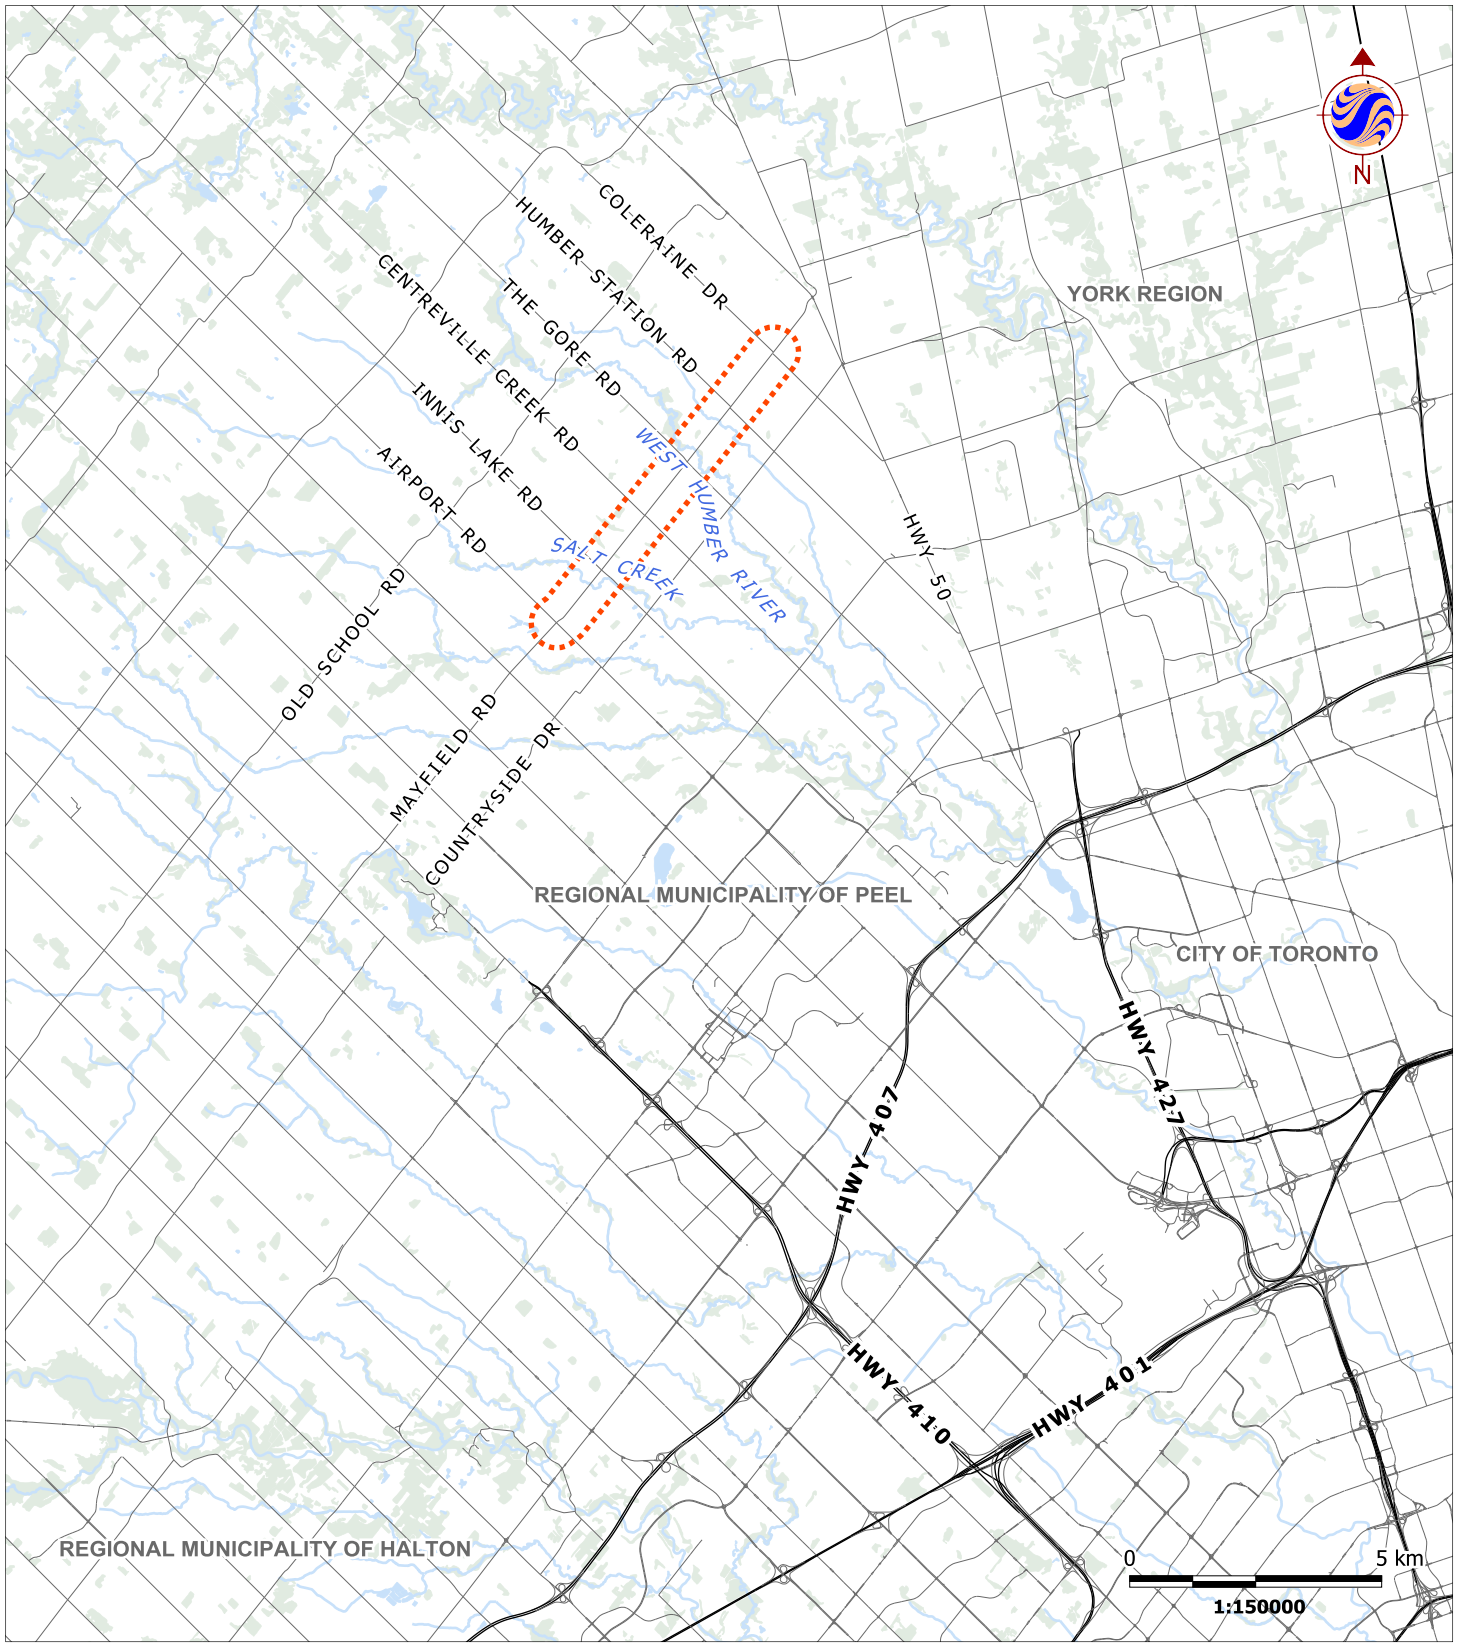 COLERAINE DR
HUMBER STATION RD
CENTREVILLE CREEK RD
THE GORE RD
YORK REGION
INNIS LAKE RD
AIRPORT RD
WEST HUMBER RIVER
SALT CREEK
HWY 50
OLD SCHOOL RD
MAYFIELD RD
COUNTRYSIDE DR
REGIONAL MUNICIPALITY OF PEEL
CITY OF TORONTO
HWY 427
HWY 407
HWY 410
HWY 401
REGIONAL MUNICIPALITY OF HALTON
N
0 5 km
1:150000